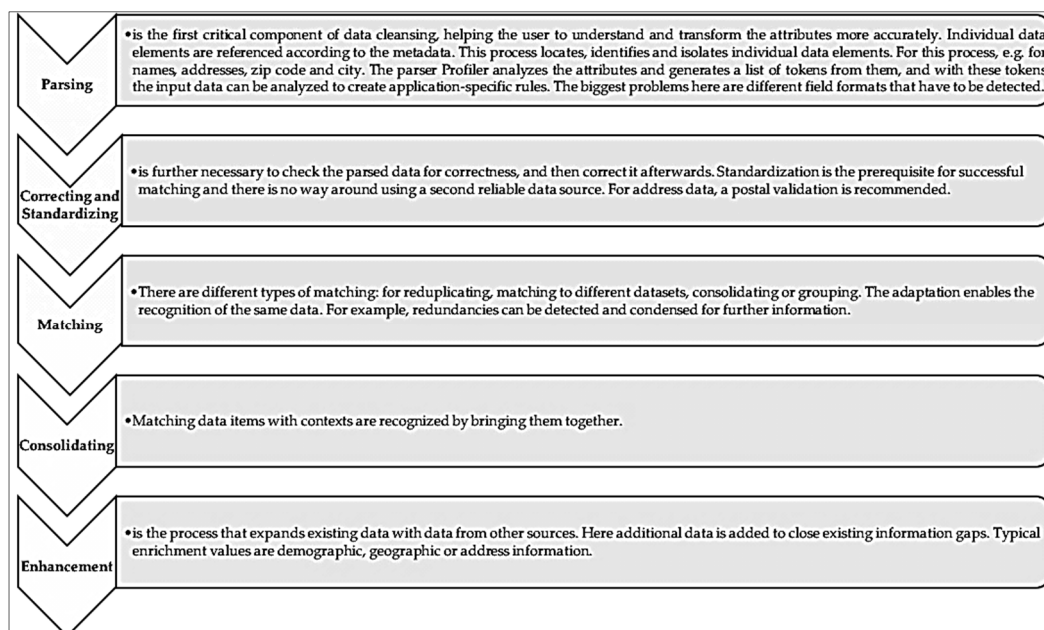 •is the first critical component of data cleansing, helping the user to understand and transform the attributes more accurately. Individual data
elements are referenced according to the metadata. This process locates, identifies and isolates individual data elements. For this process, e.g. for
names, addresses, zip code and city. The parser Profiler analyzes the attributes and generates a list of tokens from them, and with these tokens
the input data can be analyzed to create application-specific rules. The biggest problems here are different field formats that have to be detected.
Parsing
•is further necessary to check the parsed data for correctness, and then correct it afterwards. Standardization is the prerequisite for successful
matching and there is no way around using a second reliable data source. For address data, a postal validation is recommended.
Correcting and
Standardizing
•There are different types of matching: for reduplicating, matching to different datasets, consolidating or grouping. The adaptation enables the
recognition of the same data. For example, redundancies can be detected and condensed for further information.
Matching
•Matching data items with contexts are recognized by bringing them together.
Consolidating
•is the process that expands existing data with data from other sources. Here additional data is added to close existing information gaps. Typical
enrichment values are demographic, geographic or address information.
Enhancement